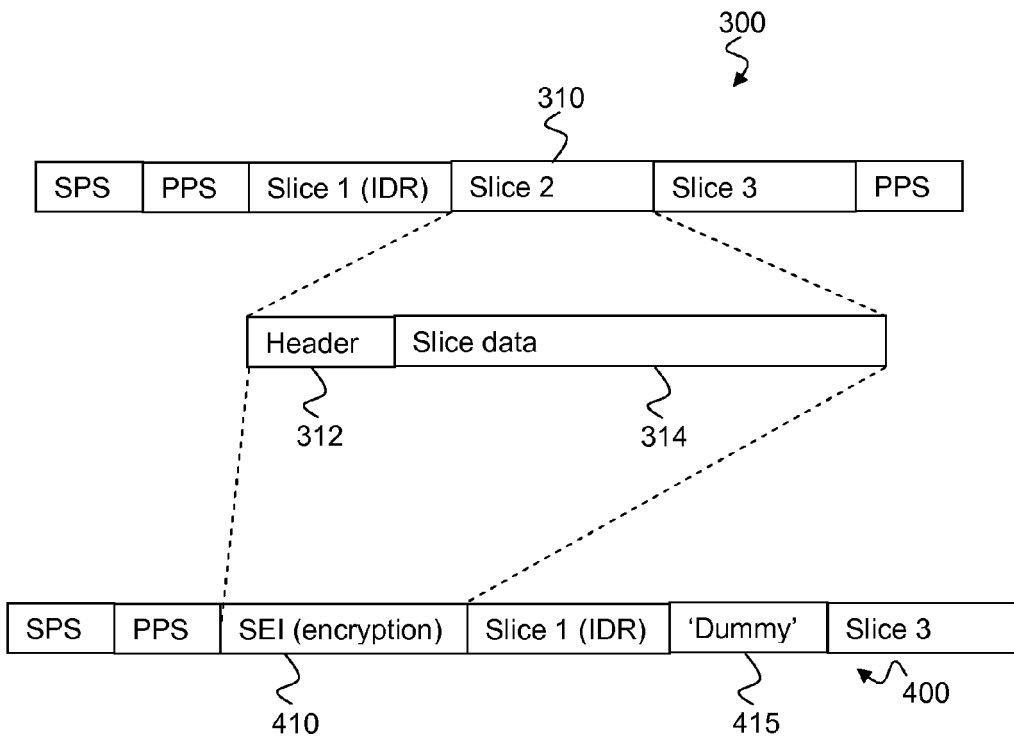 300
310
SPS PPS Slice 1 (IDR) Slice 2 Slice 3 PPS
Header Slice data
312 314
SPS PPS SEI (encryption) Slice 1 (IDR) ‘Dummy’ Slice 3
400
410 415